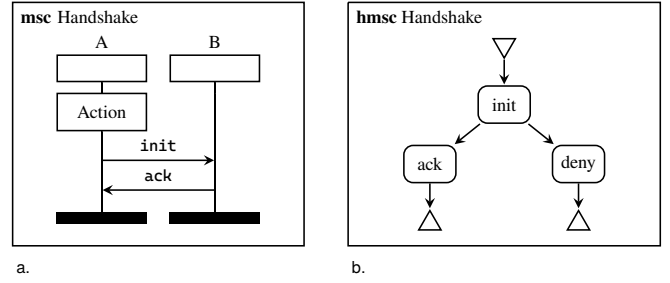 msc Handshake
A B
Action
init
ack
a.
hmsc Handshake
init
ack deny
b.